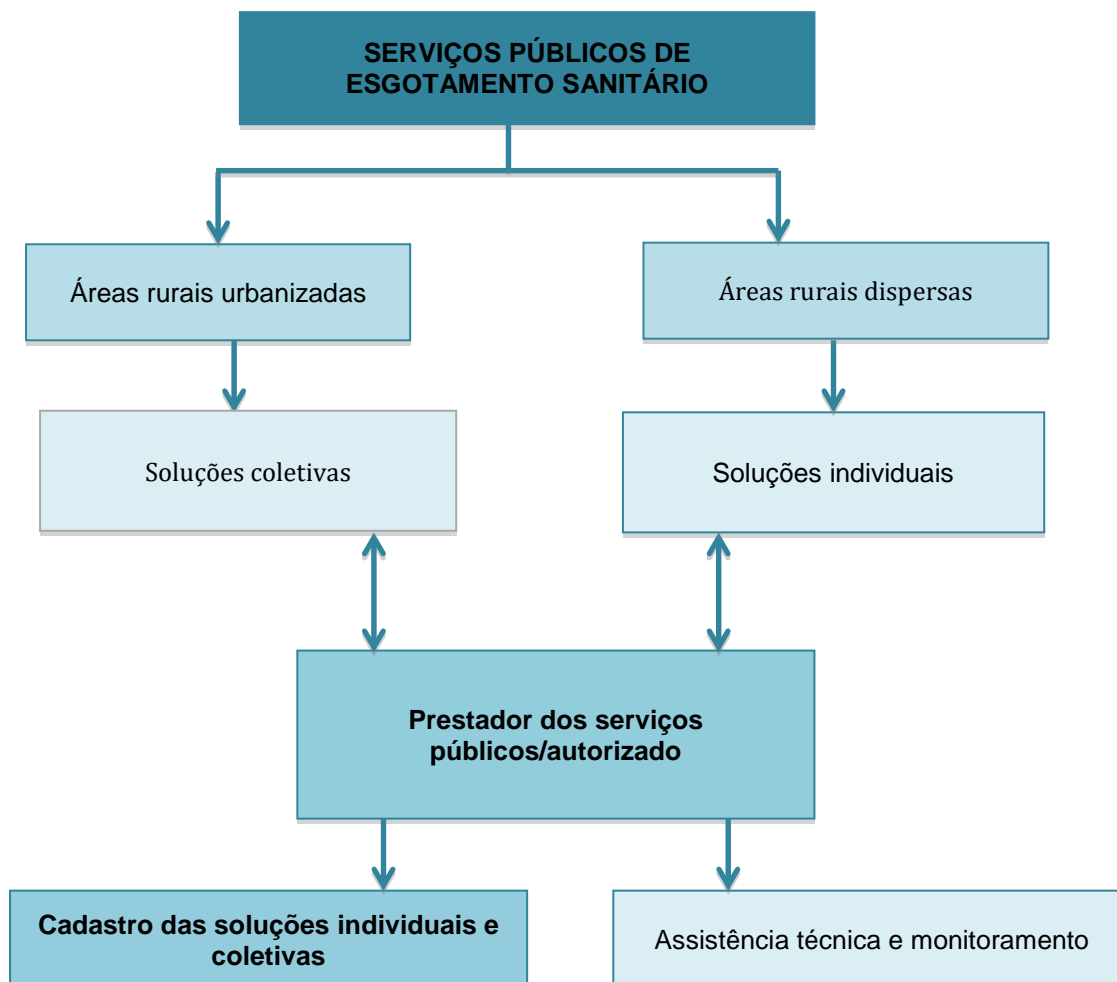 SERVIÇOS PÚBLICOS DE
ESGOTAMENTO SANITÁRIO
Áreas rurais urbanizadas
Áreas rurais dispersas
Soluções coletivas
Soluções individuais
Prestador dos serviços
públicos/autorizado
Cadastro das soluções individuais e
coletivas
Assistência técnica e monitoramento